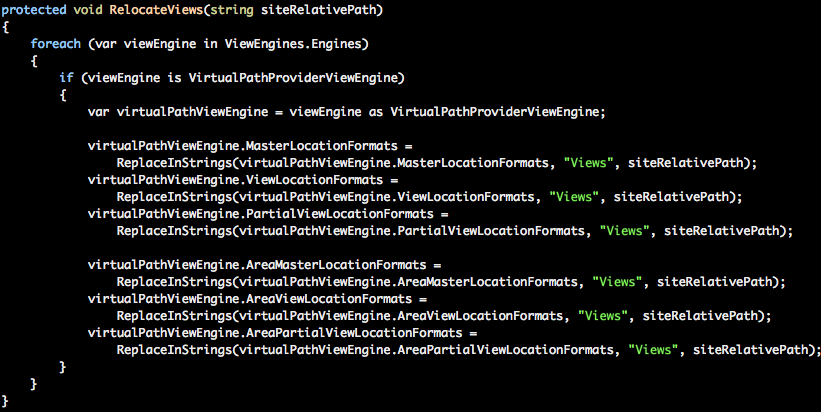 protected void RelocateViews(string siteRelativePath)
{
    foreach (var viewEngine in ViewEngines.Engines)
    {
        if (viewEngine is VirtualPathProviderViewEngine)
        {
            var virtualPathViewEngine = viewEngine as VirtualPathProviderViewEngine;

            virtualPathViewEngine.MasterLocationFormats =
                ReplaceInStrings(virtualPathViewEngine.MasterLocationFormats, "Views", siteRelativePath);
            virtualPathViewEngine.ViewLocationFormats =
                ReplaceInStrings(virtualPathViewEngine.ViewLocationFormats, "Views", siteRelativePath);
            virtualPathViewEngine.PartialViewLocationFormats =
                ReplaceInStrings(virtualPathViewEngine.PartialViewLocationFormats, "Views", siteRelativePath);

            virtualPathViewEngine.AreaMasterLocationFormats =
                ReplaceInStrings(virtualPathViewEngine.AreaMasterLocationFormats, "Views", siteRelativePath);
            virtualPathViewEngine.AreaViewLocationFormats =
                ReplaceInStrings(virtualPathViewEngine.AreaViewLocationFormats, "Views", siteRelativePath);
            virtualPathViewEngine.AreaPartialViewLocationFormats =
                ReplaceInStrings(virtualPathViewEngine.AreaPartialViewLocationFormats, "Views", siteRelativePath);
        }
    }
}